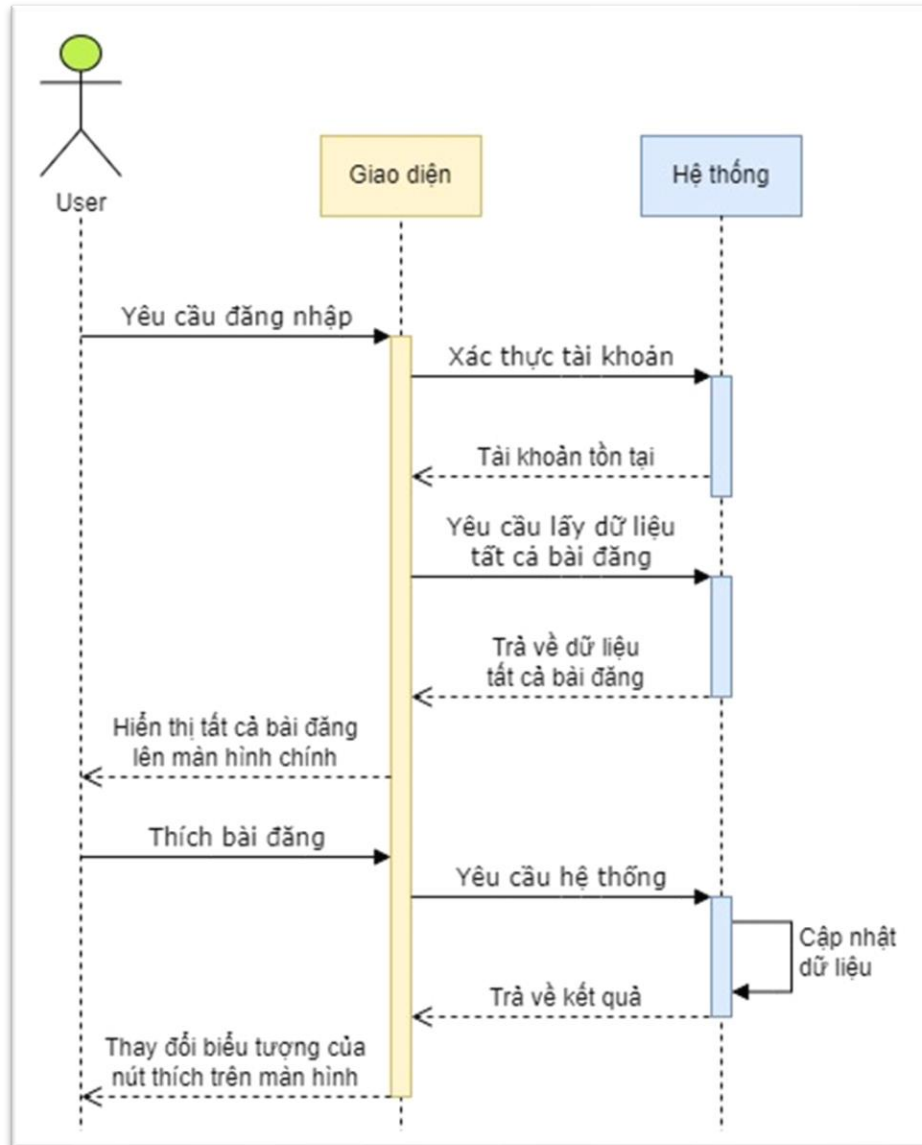 User
Giao diện
Hệ thống
Yêu cầu đăng nhập
Xác thực tài khoản
Tài khoản tồn tại
Yêu cầu lấy dữ liệu
tất cả bài đăng
Trả về dữ liệu
tất cả bài đăng
Hiển thị tất cả bài đăng
lên màn hình chính
Thích bài đăng
Yêu cầu hệ thống
Cập nhật
dữ liệu
Trả về kết quả
Thay đổi biểu tượng của
nút thích trên màn hình